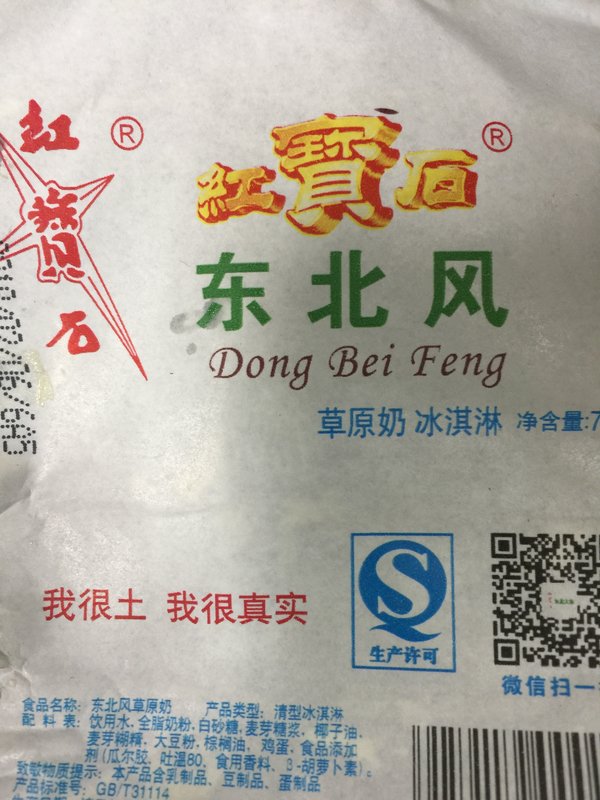 红
寶
石
®
紅寶石®
东北风
Dong Bei Feng
草原奶 冰淇淋 净含量:7
我很土 我很真实
生产许可
微信扫一
食品名称: 东北风草原奶 产品类型: 清型冰淇淋
配 料 表: 饮用水、全脂奶粉、白砂糖、麦芽糖浆、椰子油、
麦芽糊精、大豆粉、棕榈油、鸡蛋、食品添加
剂(瓜尔胶、吐温80、食用香料、β-胡萝卜素)。
致敏物质提示: 本产品含乳制品、豆制品、蛋制品
产品标准号: GB/T31114